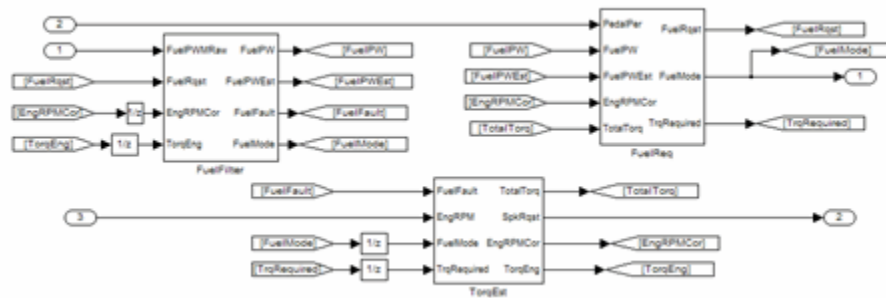 2
1
[FuelRqst]
[EngRPMCor]
1/z
[TorqEng]
1/z
FuelPWMRaw
FuelRqst
EngRPMCor
TorqEng
FuelPW
FuelPWEst
FuelFault
FuelMode
FuelFilter
[FuelPW]
[FuelPWEst]
[FuelFault]
[FuelMode]
[FuelPW]
[FuelPWEst]
[EngRPMCor]
[TotalTorq]
PedalPer
FuelPW
FuelPWEst
EngRPMCor
TotalTorq
FuelRqst
FuelMode
TrqRequired
FuelReq
[FuelRqst]
[FuelMode]
1
[TrqRequired]
[FuelFault]
3
[FuelMode]
1/z
[TrqRequired]
1/z
FuelFault
EngRPM
FuelMode
TrqRequired
TotalTorq
SpkRqst
EngRPMCor
TorqEng
TorqEst
[TotalTorq]
2
[EngRPMCor]
[TorqEng]